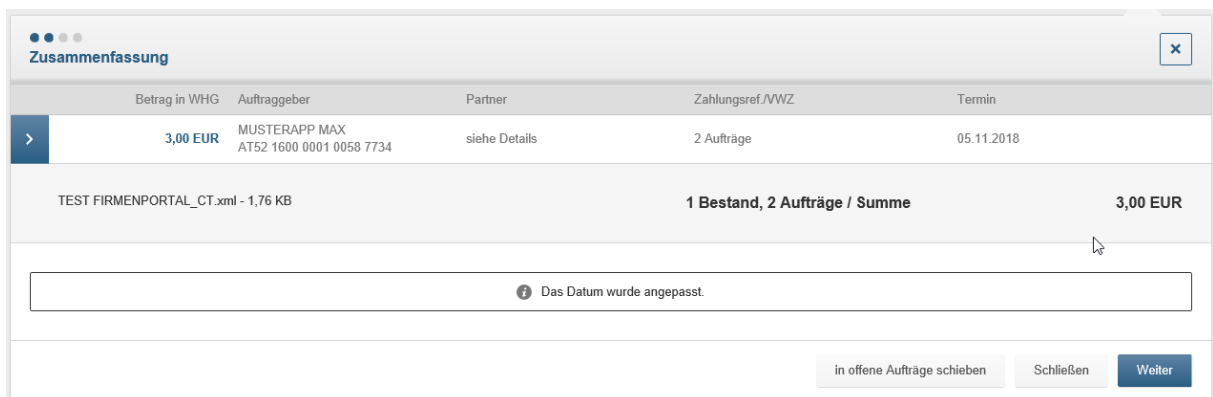 Zusammenfassung
Betrag in WHG Auftraggeber Partner Zahlungsref./VWZ Termin
3,00 EUR MUSTERAPP MAX siehe Details 2 Aufträge 05.11.2018
AT52 1600 0001 0058 7734
TEST FIRMENPORTAL_CT.xml - 1,76 KB 1 Bestand, 2 Aufträge / Summe 3,00 EUR
Das Datum wurde angepasst.
in offene Aufträge schieben Schließen Weiter